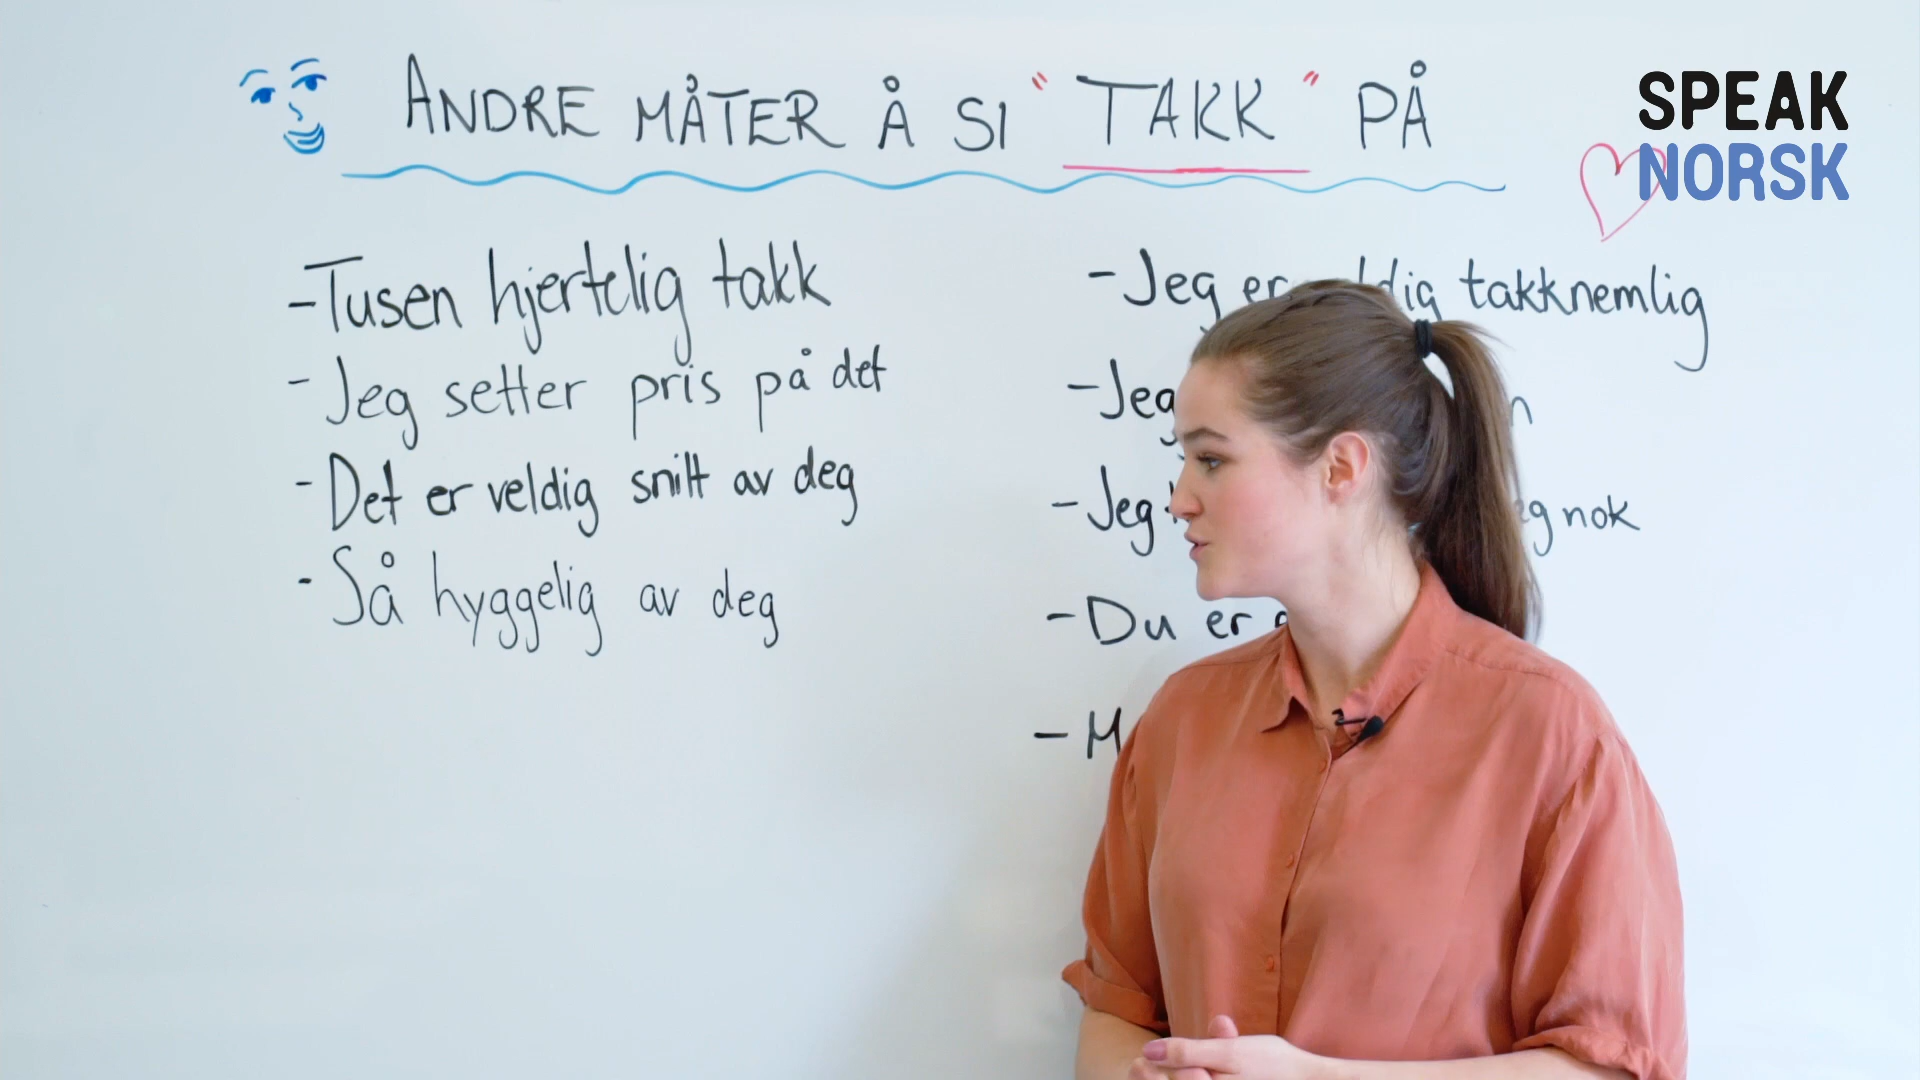 ANDRE MÅTER Å SI "TAKK" PÅ
SPEAK
NORSK
-Tusen hjertelig takk
-Jeg setter pris på det
-Det er veldig snilt av deg
-Så hyggelig av deg
-Jeg er takknemlig
-Jeg
-Jeg nok
-Du er